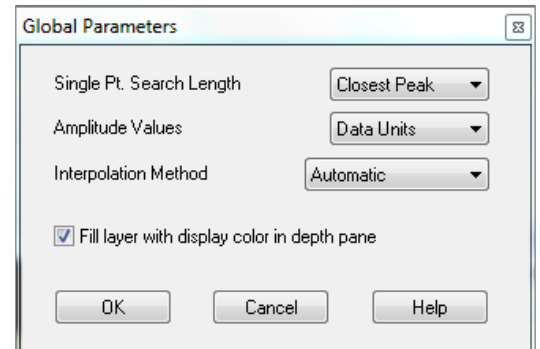 Global Parameters
Single Pt. Search Length Closest Peak
Amplitude Values Data Units
Interpolation Method Automatic
Fill layer with display color in depth pane
OK Cancel Help